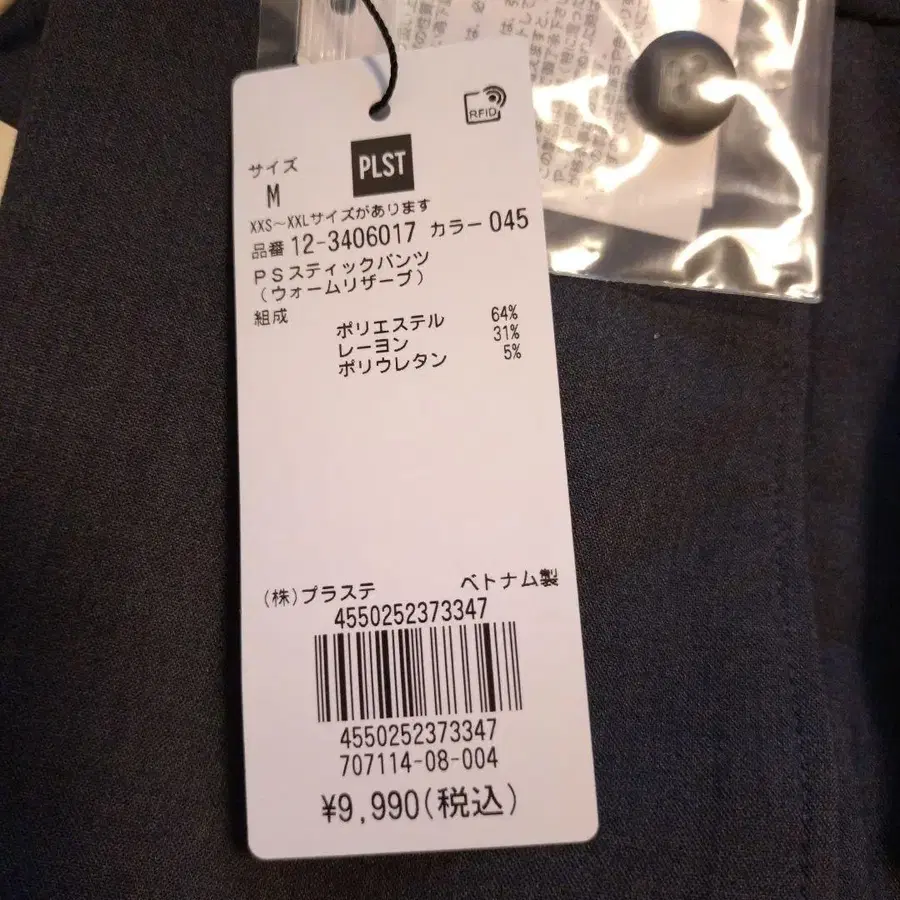 RFID
サイズ
M
PLST
XXS～XXLサイズがあります
品番 12-3406017 カラー 045
PSスティックパンツ
(ウォームリザーブ)
組成
ポリエステル 64%
レーヨン 31%
ポリウレタン 5%
(株)プラステ ベトナム製
4550252373347
4550252373347
707114-08-004
¥9,990(税込)